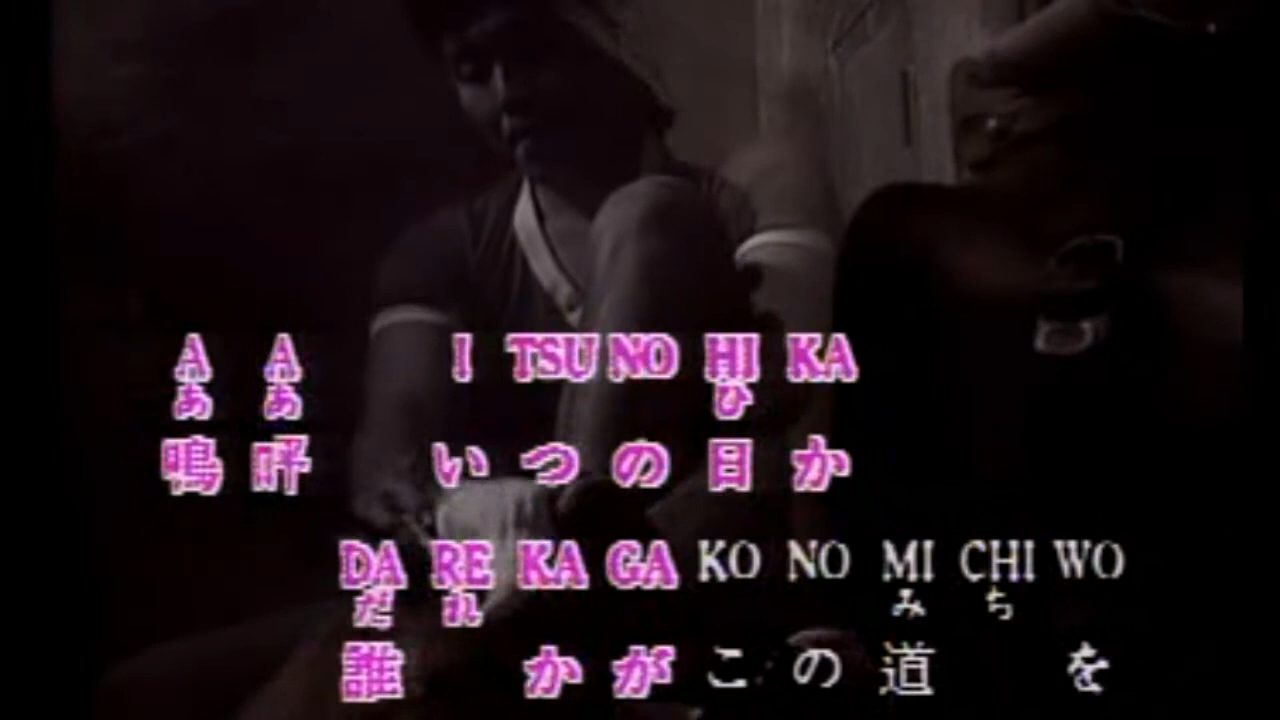 A A I TSU NO HI KA
ああ ひ
嗚呼 いつの日か
DA RE KA GA KO NO MI CHI WO
だれ みち
誰かがこの道を